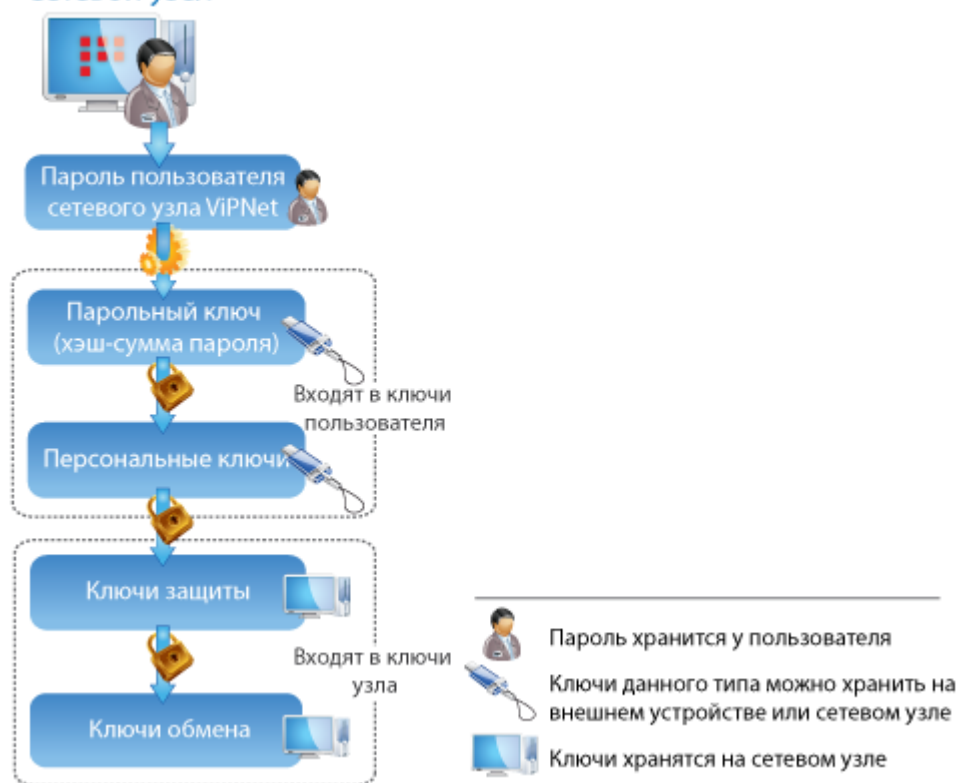 Пароль пользователя
сетевого узла ViPNet
Парольный ключ
(хэш-сумма пароля)
Входят в ключи
пользователя
Персональные ключи
Ключи защиты
Входят в ключи
узла
Ключи обмена
Пароль хранится у пользователя
Ключи данного типа можно хранить на
внешнем устройстве или сетевом узле
Ключи хранятся на сетевом узле